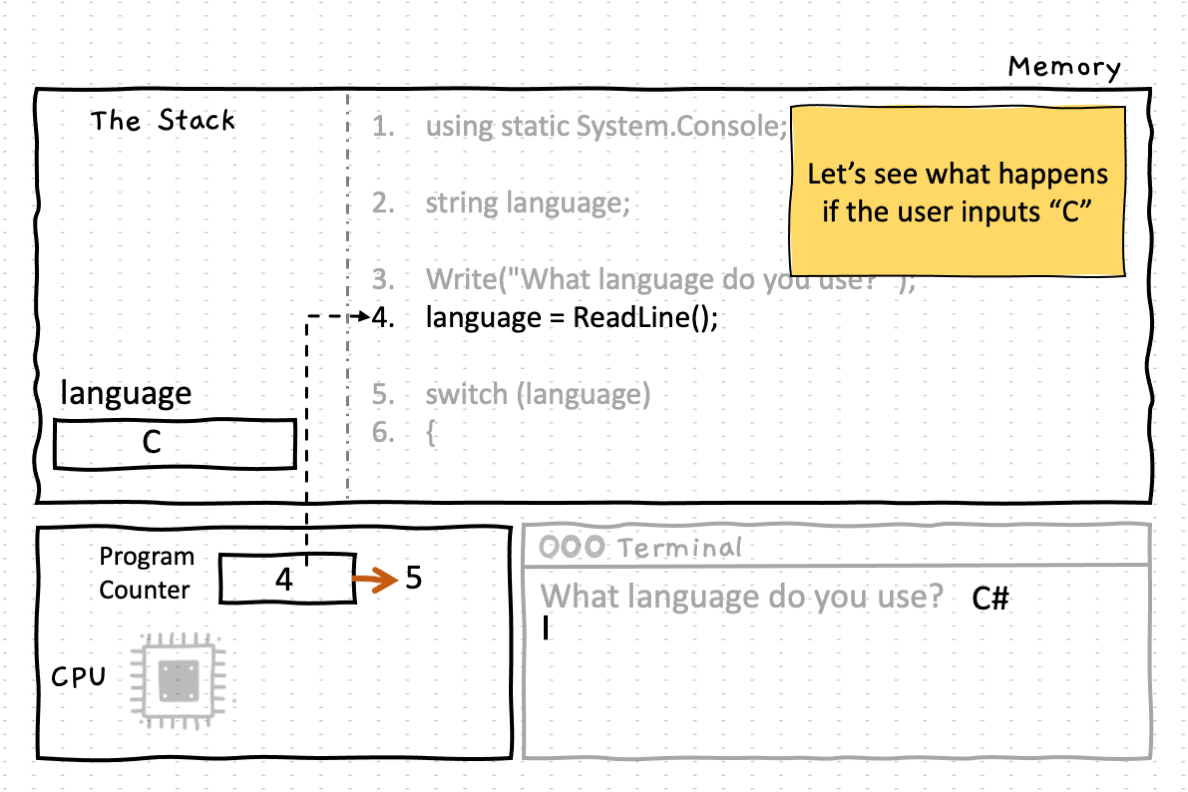 Memory
The Stack
1. using static System.Console;
2. string language;
3. Write("What language do you use? ");
4. language = ReadLine();
5. switch (language)
6. {
Let's see what happens
if the user inputs “C”
language
C
Program
Counter
4
5
CPU
Terminal
What language do you use? C#